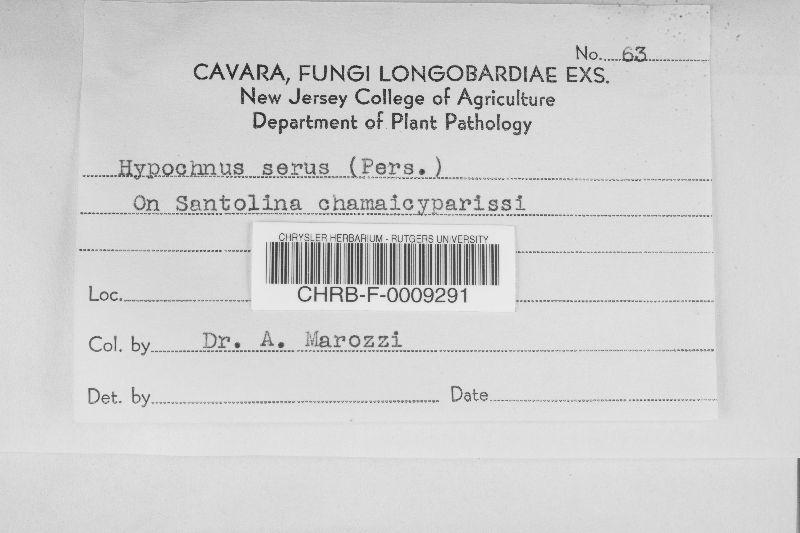 No. 63
CAVARA, FUNGI LONGOBARDIAE EXS.
New Jersey College of Agriculture
Department of Plant Pathology
Hypochnus serus (Pers.)
On Santolina chamaicyparissi
CHRYSLER HERBARIUM - RUTGERS UNIVERSITY
CHRB-F-0009291
Loc.
Col. by Dr. A. Marozzi
Det. by Date